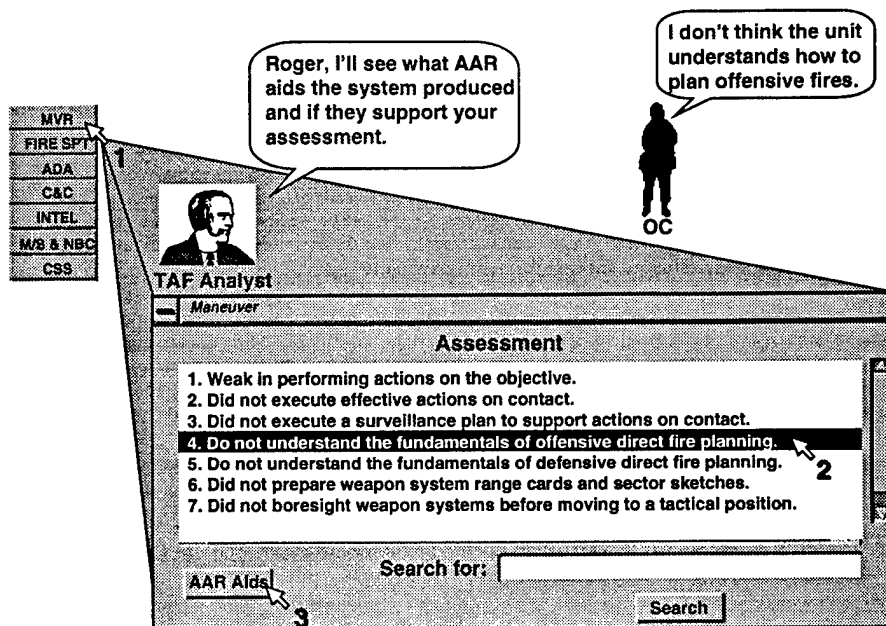 I don't think the unit
understands how to
plan offensive fires.
Roger, I'll see what AAR
aids the system produced
and if they support your
assessment.
MVR
FIRE SPT
ADA
C&C
INTEL
M/B & NBC
CSS
1
OC
TAF Analyst
Maneuver
Assessment
1. Weak in performing actions on the objective.
2. Did not execute effective actions on contact.
3. Did not execute a surveillance plan to support actions on contact.
4. Do not understand the fundamentals of offensive direct fire planning.
5. Do not understand the fundamentals of defensive direct fire planning.
6. Did not prepare weapon system range cards and sector sketches.
7. Did not boresight weapon systems before moving to a tactical position.
2
AAR Aids
3
Search for:
Search